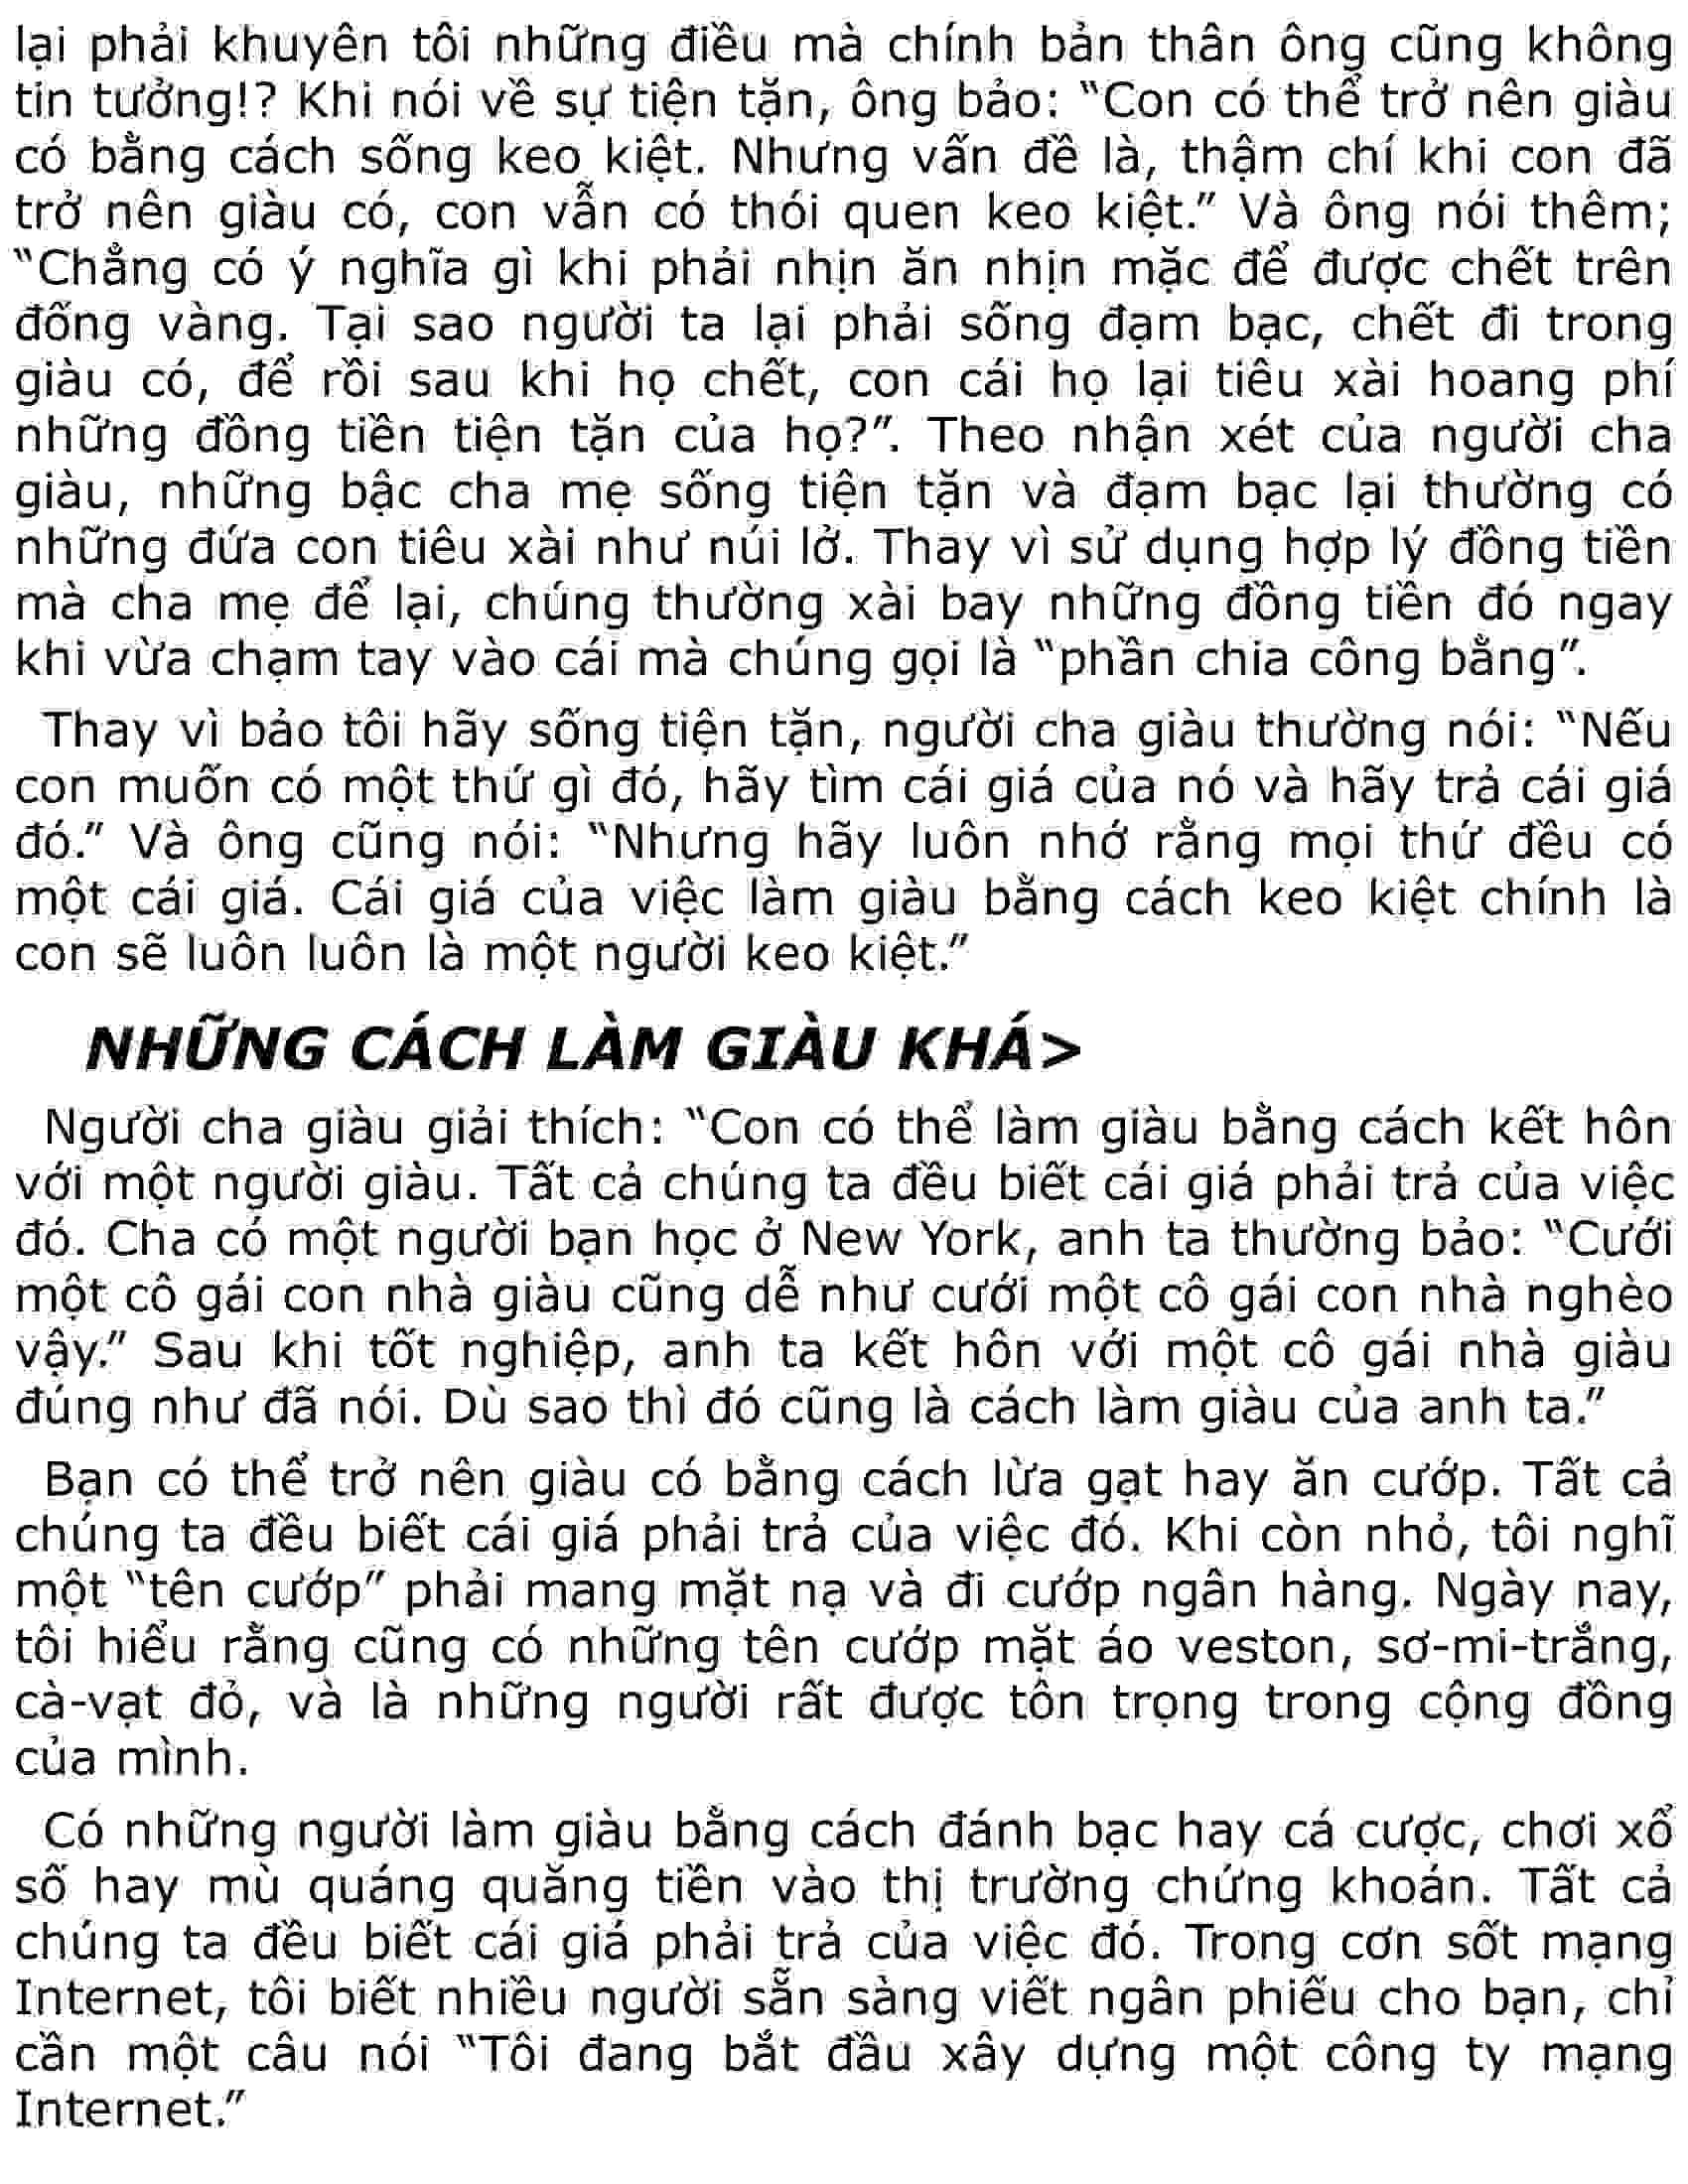 lại phải khuyên tôi những điều mà chính bản thân ông cũng không
tin tưởng!? Khi nói về sự tiện tặn, ông bảo: “Con có thể trở nên giàu
có bằng cách sống keo kiệt. Nhưng vấn đề là, thậm chí khi con đã
trở nên giàu có, con vẫn có thói quen keo kiệt.” Và ông nói thêm;
“Chẳng có ý nghĩa gì khi phải nhịn ăn nhịn mặc để được chết trên
đống vàng. Tại sao người ta lại phải sống đạm bạc, chết đi trong
giàu có, để rồi sau khi họ chết, con cái họ lại tiêu xài hoang phí
những đồng tiền tiện tặn của họ?”. Theo nhận xét của người cha
giàu, những bậc cha mẹ sống tiện tặn và đạm bạc lại thường có
những đứa con tiêu xài như núi lở. Thay vì sử dụng hợp lý đồng tiền
mà cha mẹ để lại, chúng thường xài bay những đồng tiền đó ngay
khi vừa chạm tay vào cái mà chúng gọi là “phần chia công bằng”.
Thay vì bảo tôi hãy sống tiện tặn, người cha giàu thường nói: “Nếu
con muốn có một thứ gì đó, hãy tìm cái giá của nó và hãy trả cái giá
đó.” Và ông cũng nói: “Nhưng hãy luôn nhớ rằng mọi thứ đều có
một cái giá. Cái giá của việc làm giàu bằng cách keo kiệt chính là
con sẽ luôn luôn là một người keo kiệt.”
NHỮNG CÁCH LÀM GIÀU KHÁ>
Người cha giàu giải thích: “Con có thể làm giàu bằng cách kết hôn
với một người giàu. Tất cả chúng ta đều biết cái giá phải trả của việc
đó. Cha có một người bạn học ở New York, anh ta thường bảo: “Cưới
một cô gái con nhà giàu cũng dễ như cưới một cô gái con nhà nghèo
vậy.” Sau khi tốt nghiệp, anh ta kết hôn với một cô gái nhà giàu
đúng như đã nói. Dù sao thì đó cũng là cách làm giàu của anh ta.”
Bạn có thể trở nên giàu có bằng cách lừa gạt hay ăn cướp. Tất cả
chúng ta đều biết cái giá phải trả của việc đó. Khi còn nhỏ, tôi nghĩ
một “tên cướp” phải mang mặt nạ và đi cướp ngân hàng. Ngày nay,
tôi hiểu rằng cũng có những tên cướp mặt áo veston, sơ-mi-trắng,
cà-vạt đỏ, và là những người rất được tôn trọng trong cộng đồng
của mình.
Có những người làm giàu bằng cách đánh bạc hay cá cược, chơi xổ
số hay mù quáng quăng tiền vào thị trường chứng khoán. Tất cả
chúng ta đều biết cái giá phải trả của việc đó. Trong cơn sốt mạng
Internet, tôi biết nhiều người sẵn sàng viết ngân phiếu cho bạn, chỉ
cần một câu nói “Tôi đang bắt đầu xây dựng một công ty mạng
Internet.”